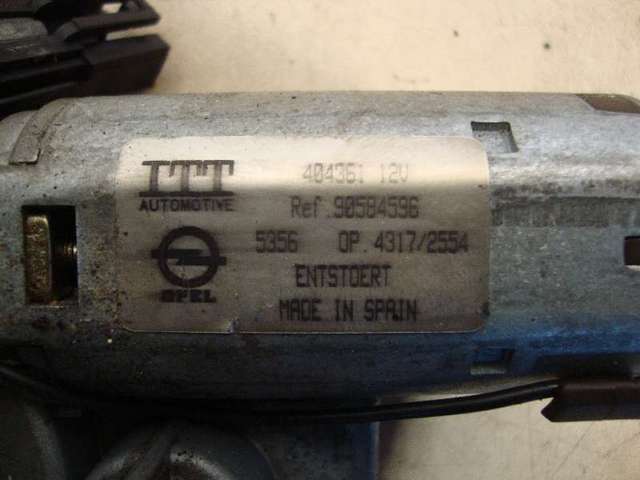 ITT
AUTOMOTIVE
404361 12V
Ref.90584596
5356 OP. 4317/2554
OPEL
ENTSTOERT
MADE IN SPAIN